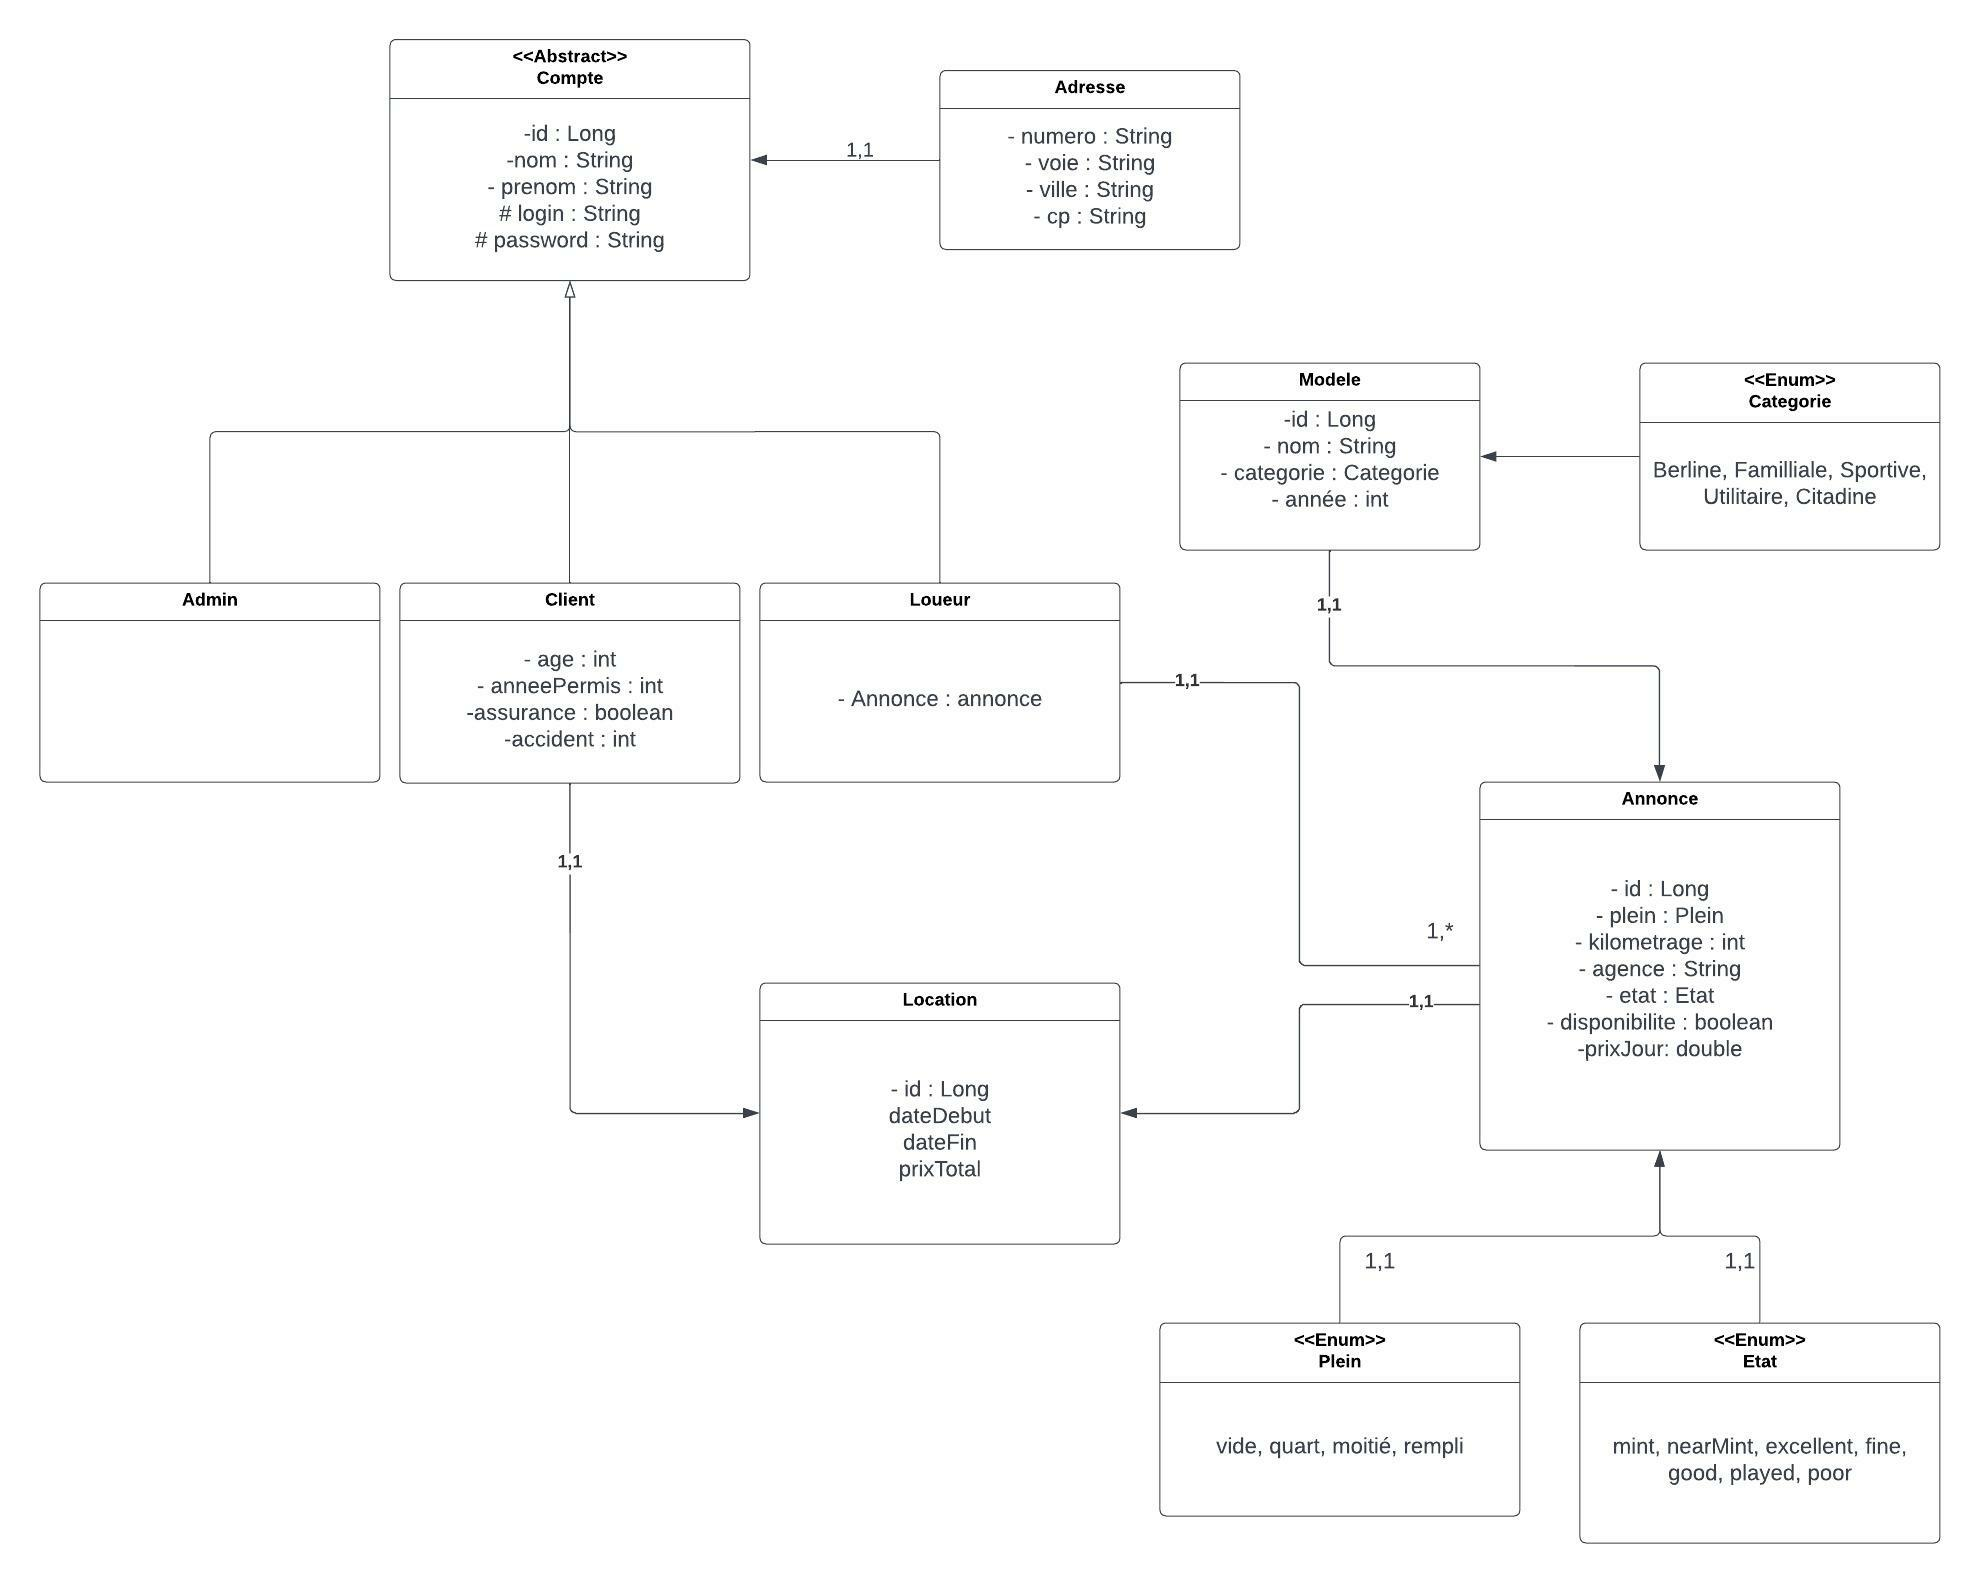 <<Abstract>>
Compte
-id : Long
-nom : String
- prenom : String
# login : String
# password : String
1,1
Adresse
- numero : String
- voie : String
- ville : String
- cp : String
Modele
-id : Long
- nom : String
- categorie : Categorie
- année : int
<<Enum>>
Categorie
Berline, Familliale, Sportive,
Utilitaire, Citadine
Admin
Client
- age : int
- anneePermis : int
-assurance : boolean
-accident : int
Loueur
- Annonce : annonce
1,1
1,1
1,1
Annonce
- id : Long
- plein : Plein
- kilometrage : int
- agence : String
- etat : Etat
- disponibilite : boolean
-prixJour: double
1,*
1,1
Location
- id : Long
dateDebut
dateFin
prixTotal
1,1
1,1
<<Enum>>
Plein
vide, quart, moitié, rempli
<<Enum>>
Etat
mint, nearMint, excellent, fine,
good, played, poor